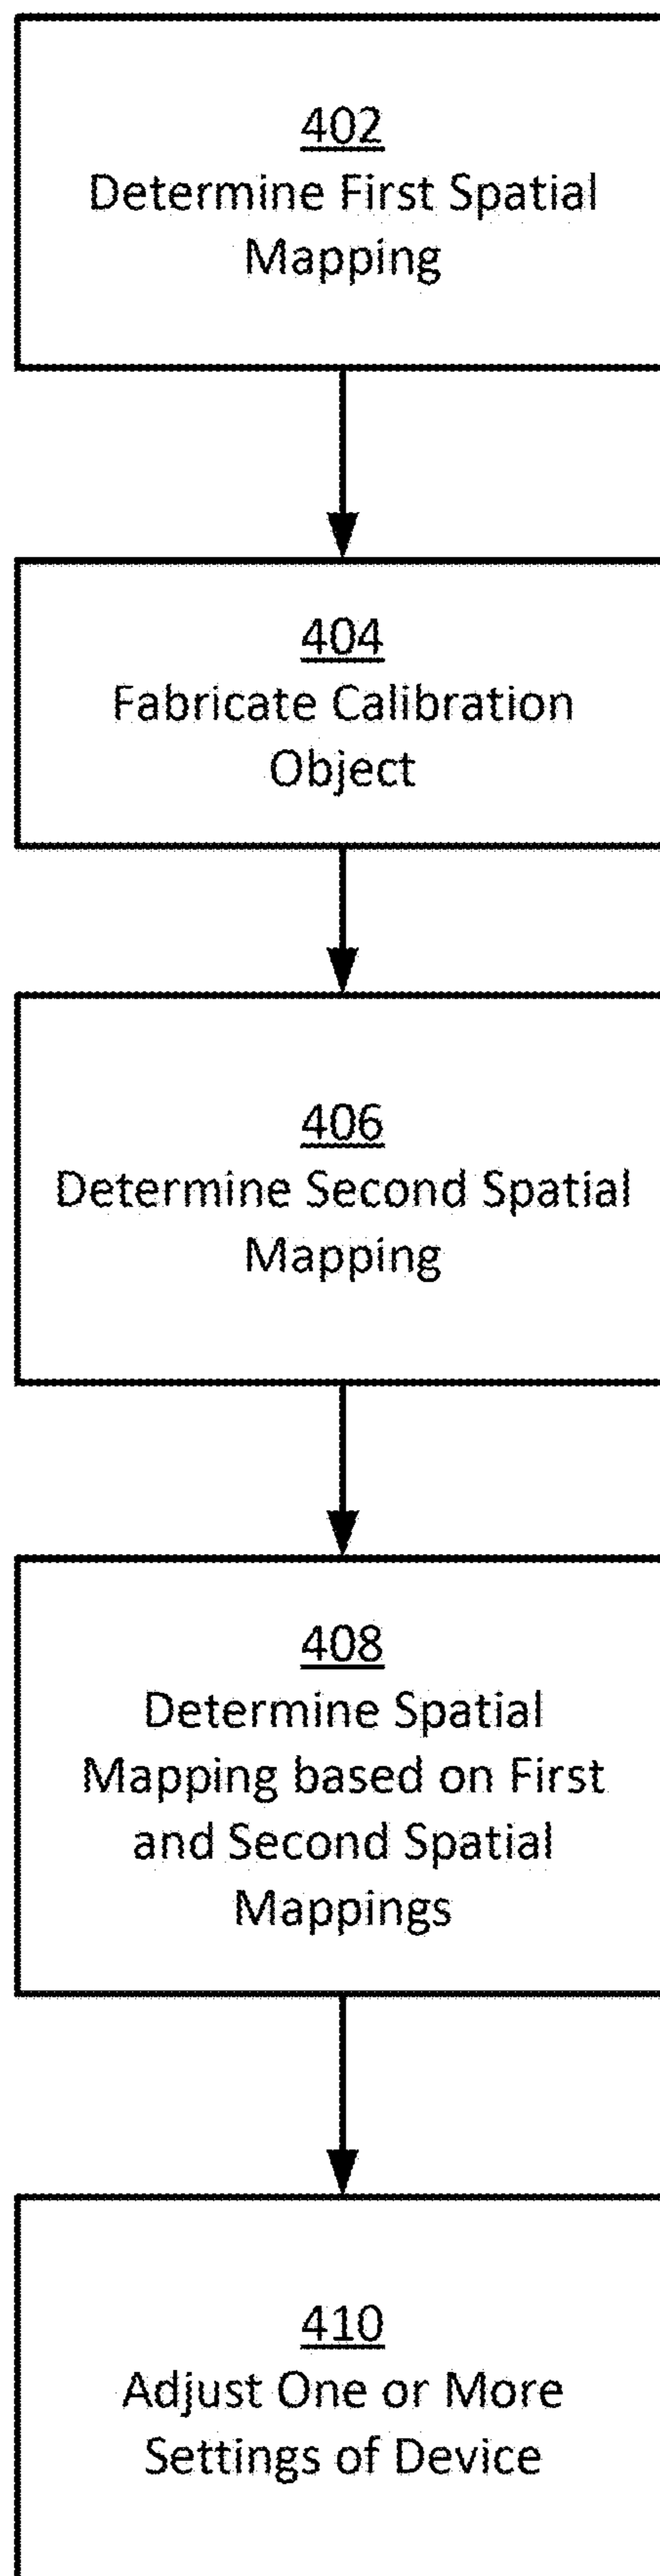 402
Determine First Spatial
Mapping
404
Fabricate Calibration
Object
406
Determine Second Spatial
Mapping
408
Determine Spatial
Mapping based on First
and Second Spatial
Mappings
410
Adjust One or More
Settings of Device